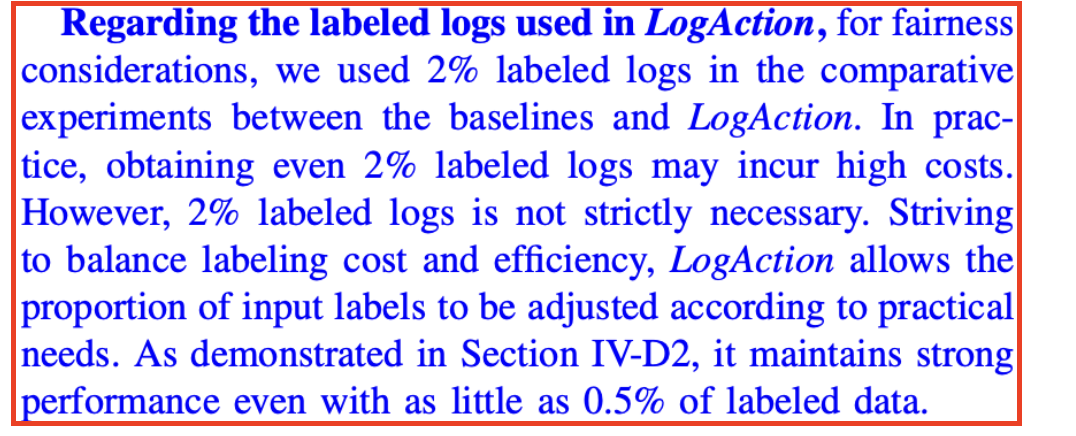 Regarding the labeled logs used in LogAction, for fairness
considerations, we used 2% labeled logs in the comparative
experiments between the baselines and LogAction. In prac-
tice, obtaining even 2% labeled logs may incur high costs.
However, 2% labeled logs is not strictly necessary. Striving
to balance labeling cost and efficiency, LogAction allows the
proportion of input labels to be adjusted according to practical
needs. As demonstrated in Section IV-D2, it maintains strong
performance even with as little as 0.5% of labeled data.